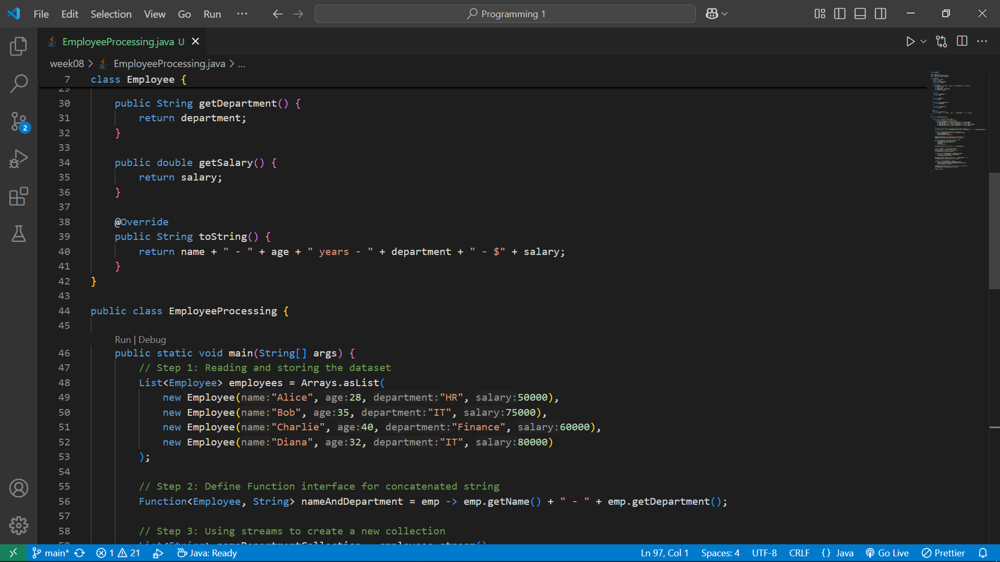 File Edit Selection View Go Run ··· Programming 1
EmployeeProcessing.java U
week08 > EmployeeProcessing.java > ...
7 class Employee {
29
30 public String getDepartment() {
31 return department;
32 }
33
34 public double getSalary() {
35 return salary;
36 }
37
38 @Override
39 public String toString() {
40 return name + " - " + age + " years - " + department + " - $" + salary;
41 }
42 }
43
44 public class EmployeeProcessing {
45
Run | Debug
46 public static void main(String[] args) {
47 // Step 1: Reading and storing the dataset
48 List<Employee> employees = Arrays.asList(
49 new Employee(name:"Alice", age:28, department:"HR", salary:50000),
50 new Employee(name:"Bob", age:35, department:"IT", salary:75000),
51 new Employee(name:"Charlie", age:40, department:"Finance", salary:60000),
52 new Employee(name:"Diana", age:32, department:"IT", salary:80000)
53 );
54
55 // Step 2: Define Function interface for concatenated string
56 Function<Employee, String> nameAndDepartment = emp -> emp.getName() + " - " + emp.getDepartment();
57
58 // Step 3: Using streams to create a new collection
59 List<String> nameDepartmentCollection = employees.stream()
2
main* 1 21 Java: Ready Ln 97, Col 1 Spaces: 4 UTF-8 CRLF {} Java Go Live Prettier